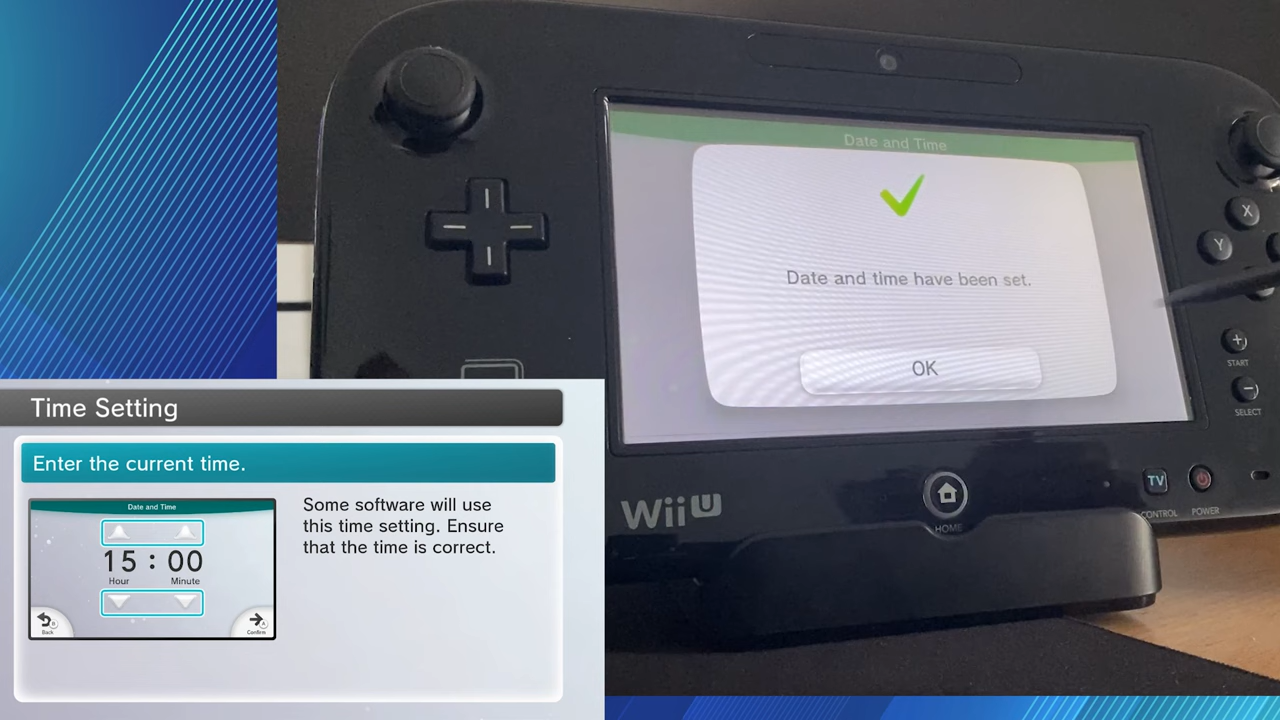 Date and Time
Date and time have been set.
OK
X
Y
+
START
−
SELECT
TV
CONTROL
POWER
Wii U
HOME
Time Setting
Enter the current time.
Date and Time
15 : 00
Hour Minute
Back
Confirm
Some software will use
this time setting. Ensure
that the time is correct.